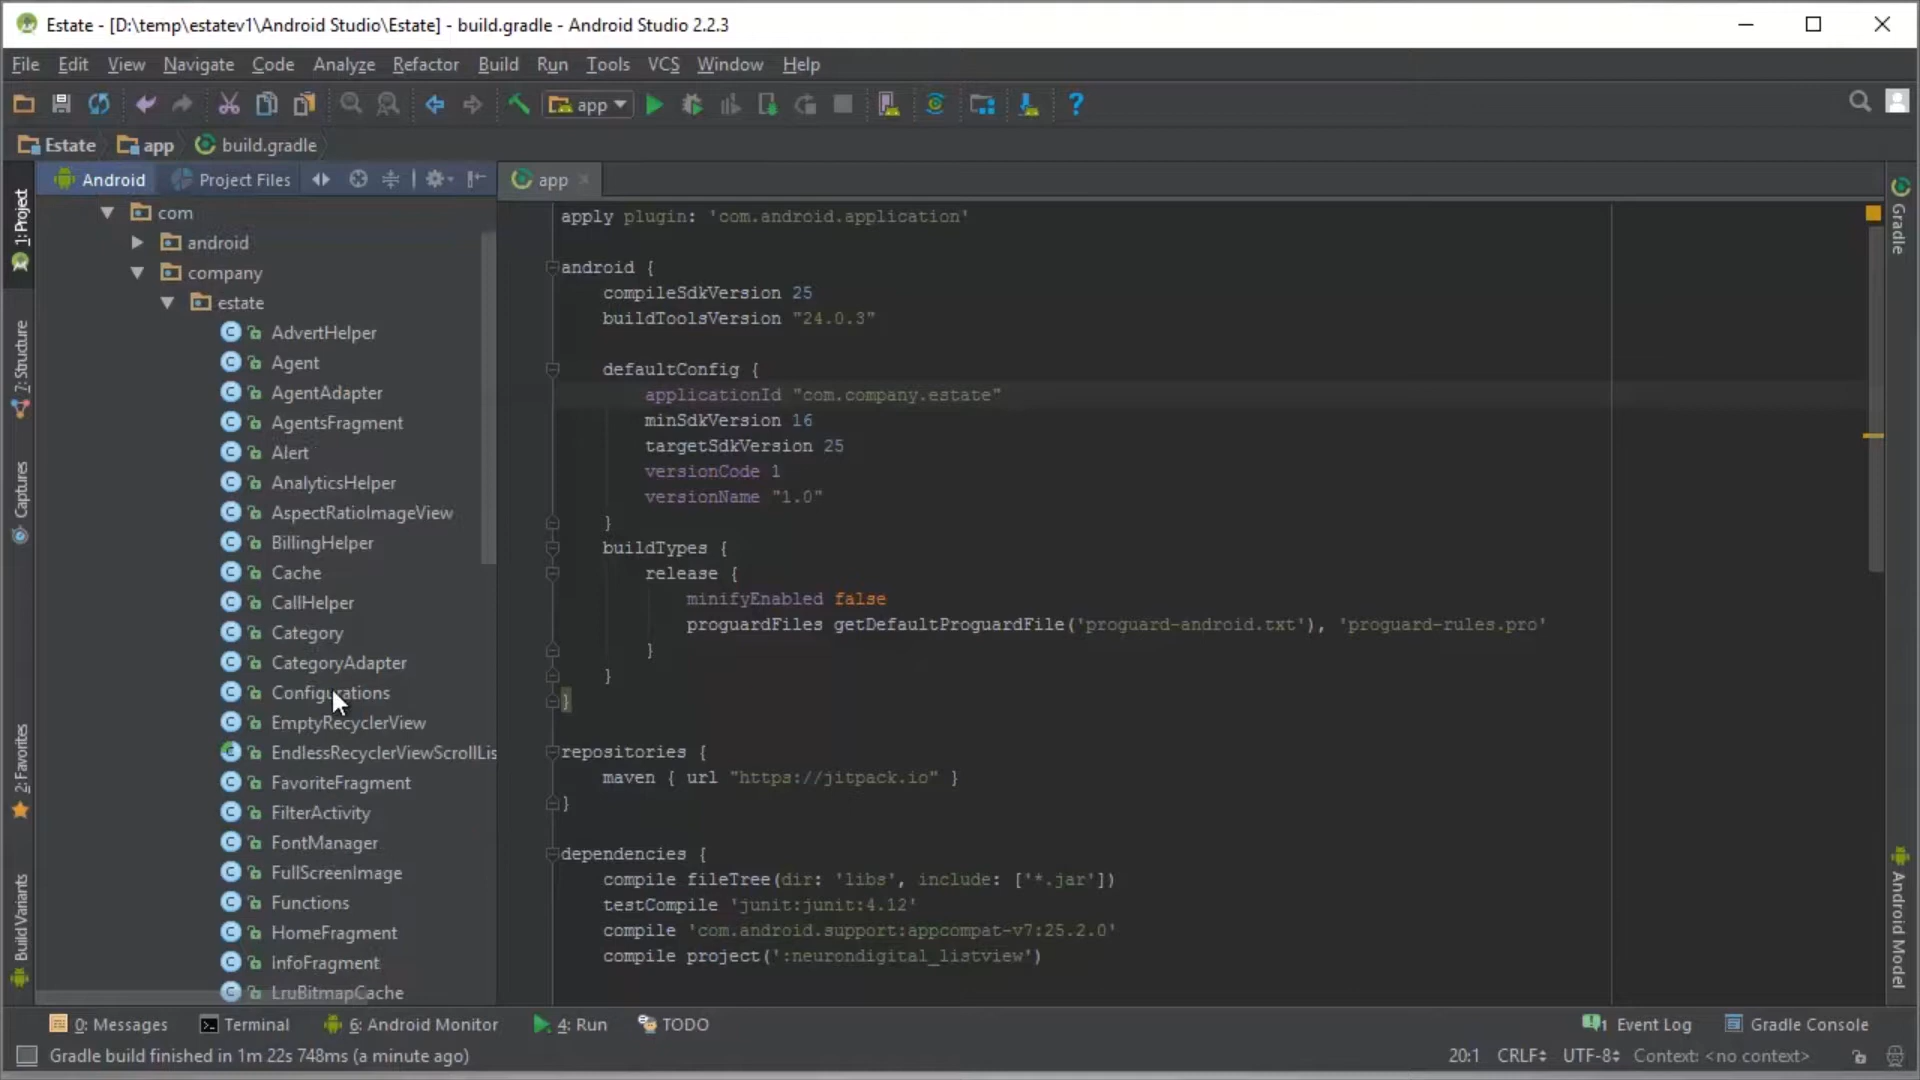 Estate - [D:\temp\estatev1\Android Studio\Estate] - build.gradle - Android Studio 2.2.3
File Edit View Navigate Code Analyze Refactor Build Run Tools VCS Window Help
app
Estate app build.gradle
Android Project Files
app
1: Project
7: Structure
Captures
2: Favorites
Build Variants
com
android
company
estate
AdvertHelper
Agent
AgentAdapter
AgentsFragment
Alert
AnalyticsHelper
AspectRatioImageView
BillingHelper
Cache
CallHelper
Category
CategoryAdapter
Configurations
EmptyRecyclerView
EndlessRecyclerViewScrollLis
FavoriteFragment
FilterActivity
FontManager
FullScreenImage
Functions
HomeFragment
InfoFragment
LruBitmapCache
apply plugin: 'com.android.application'
android {
compileSdkVersion 25
buildToolsVersion "24.0.3"
defaultConfig {
applicationId "com.company.estate"
minSdkVersion 16
targetSdkVersion 25
versionCode 1
versionName "1.0"
}
buildTypes {
release {
minifyEnabled false
proguardFiles getDefaultProguardFile('proguard-android.txt'), 'proguard-rules.pro'
}
}
}
repositories {
maven { url "https://jitpack.io" }
}
dependencies {
compile fileTree(dir: 'libs', include: ['*.jar'])
testCompile 'junit:junit:4.12'
compile 'com.android.support:appcompat-v7:25.2.0'
compile project(':neurondigital_listview')
Gradle
Android Model
0: Messages Terminal 6: Android Monitor 4: Run TODO 1 Event Log Gradle Console
Gradle build finished in 1m 22s 748ms (a minute ago) 20:1 CRLF UTF-8 Context: <no context>